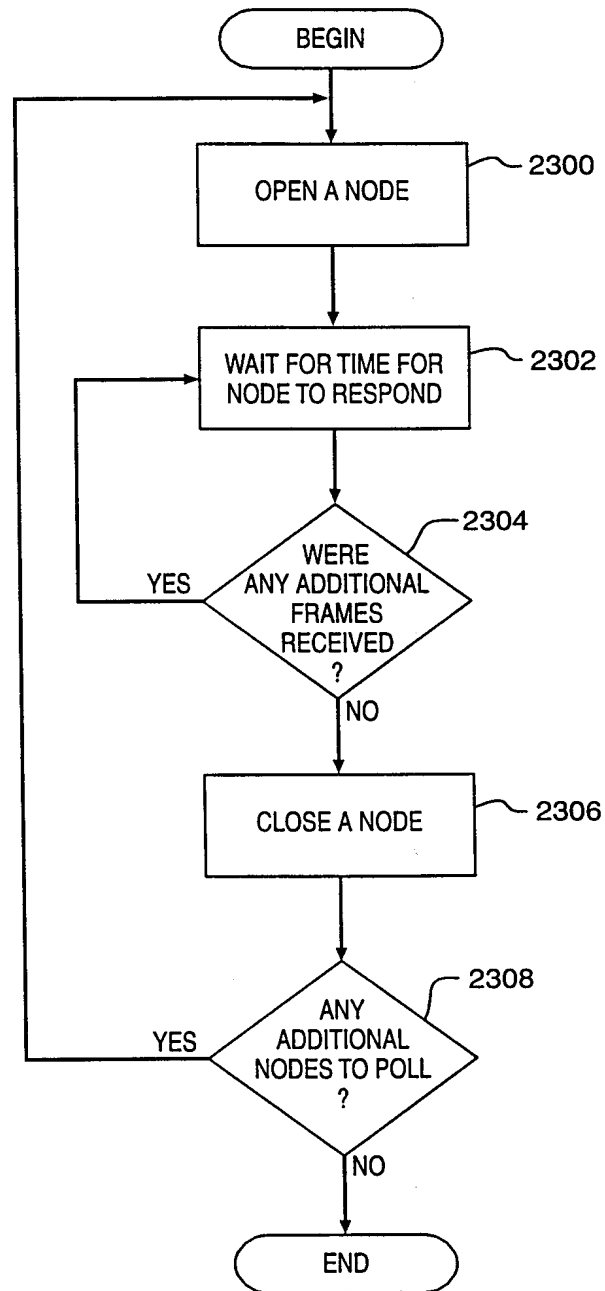 BEGIN
2300
OPEN A NODE
2302
WAIT FOR TIME FOR
NODE TO RESPOND
2304
WERE
ANY ADDITIONAL
FRAMES
RECEIVED
?
YES
NO
2306
CLOSE A NODE
2308
ANY
ADDITIONAL
NODES TO POLL
?
YES
NO
END